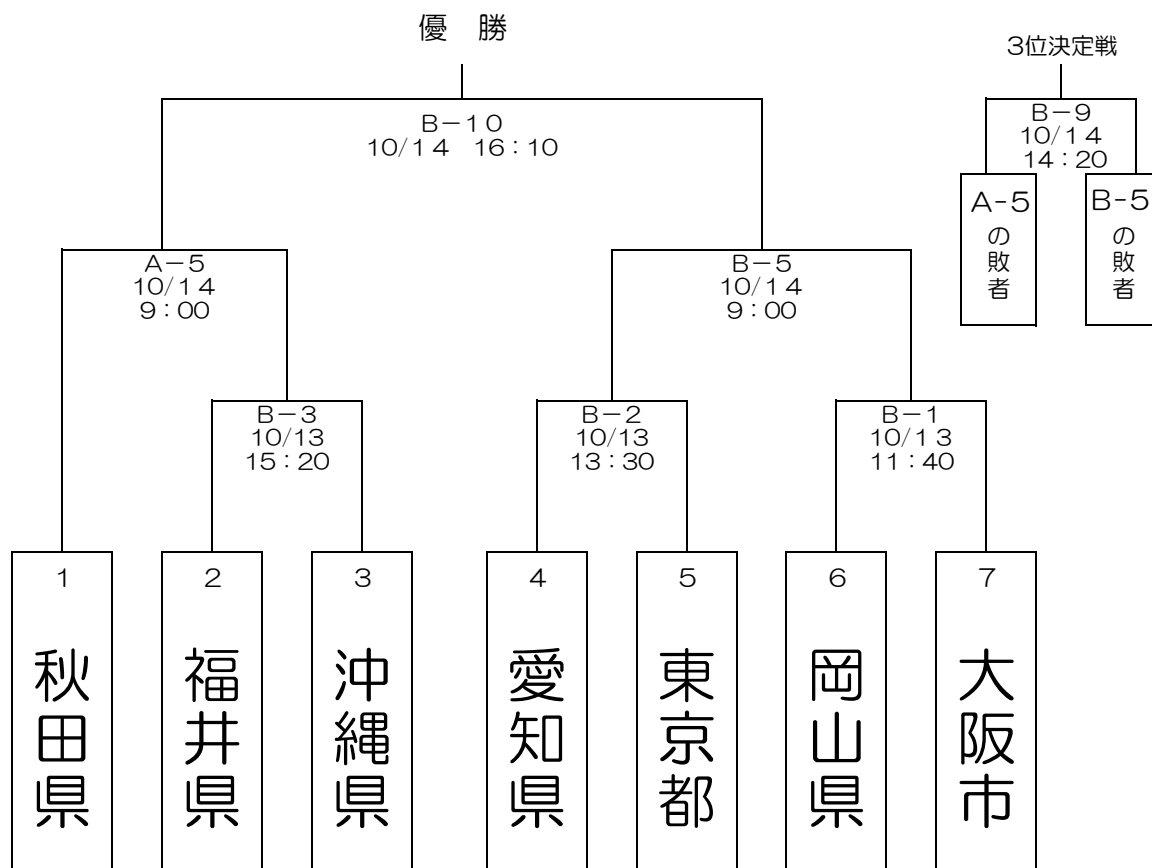 優　勝
3位決定戦
B－10
10/14　16：10
B－9
10/14
14：20
A-5
の敗者
B-5
の敗者
A－5
10/14
9：00
B－5
10/14
9：00
B－3
10/13
15：20
B－2
10/13
13：30
B－1
10/13
11：40
1
秋田県
2
福井県
3
沖縄県
4
愛知県
5
東京都
6
岡山県
7
大阪市